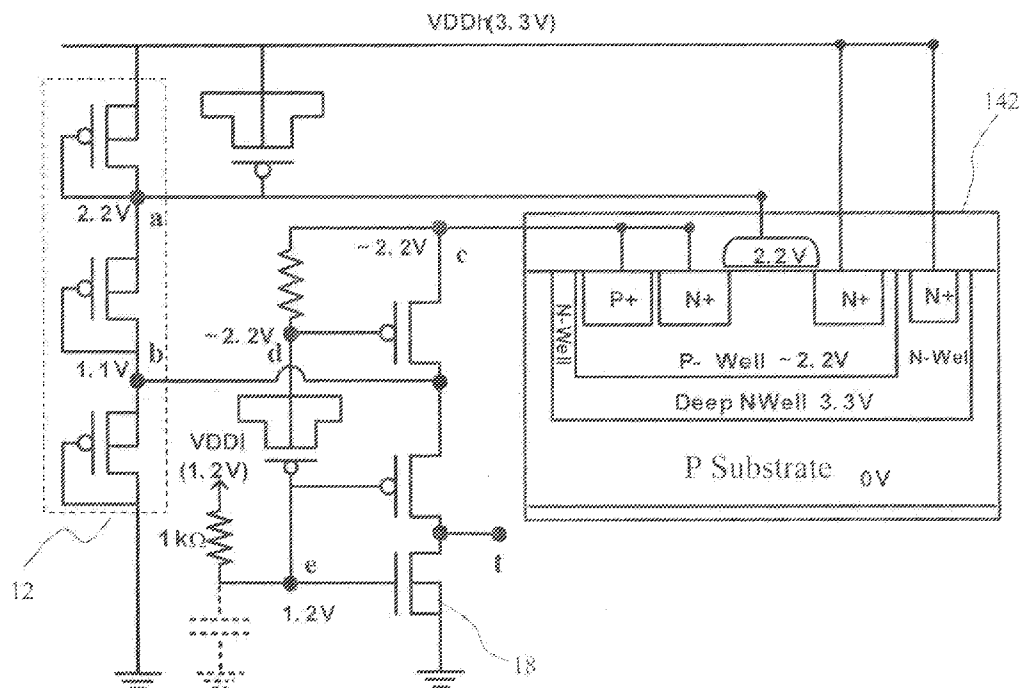 VDDh(3.3V)
142
2.2V
a
~2.2V
c
2.2V
P+
N+
N+
N+
N-Well
~2.2V
d
b
1.1V
P- Well ~2.2V
N-Wel
Deep NWell 3.3V
VDDl
(1.2V)
P Substrate 0V
1kΩ
t
12
e
1.2V
18